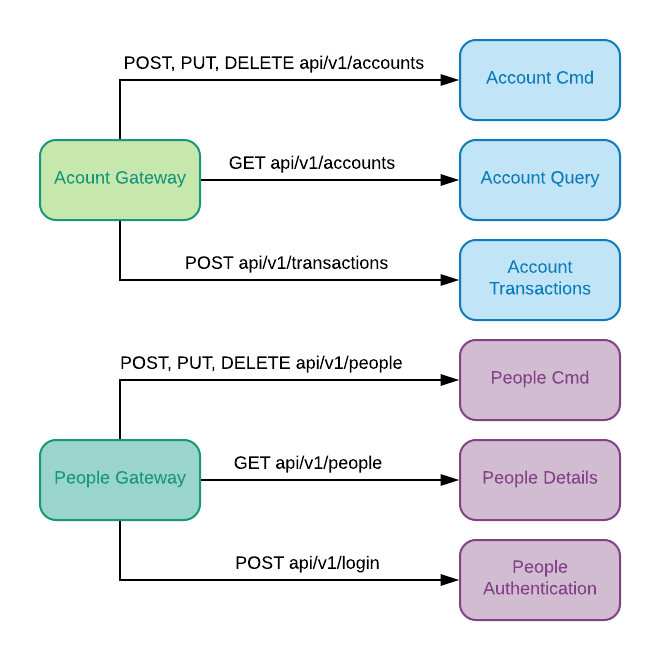 POST, PUT, DELETE api/v1/accounts
Account Cmd
Acount Gateway
GET api/v1/accounts
Account Query
POST api/v1/transactions
Account
Transactions
POST, PUT, DELETE api/v1/people
People Cmd
People Gateway
GET api/v1/people
People Details
POST api/v1/login
People
Authentication